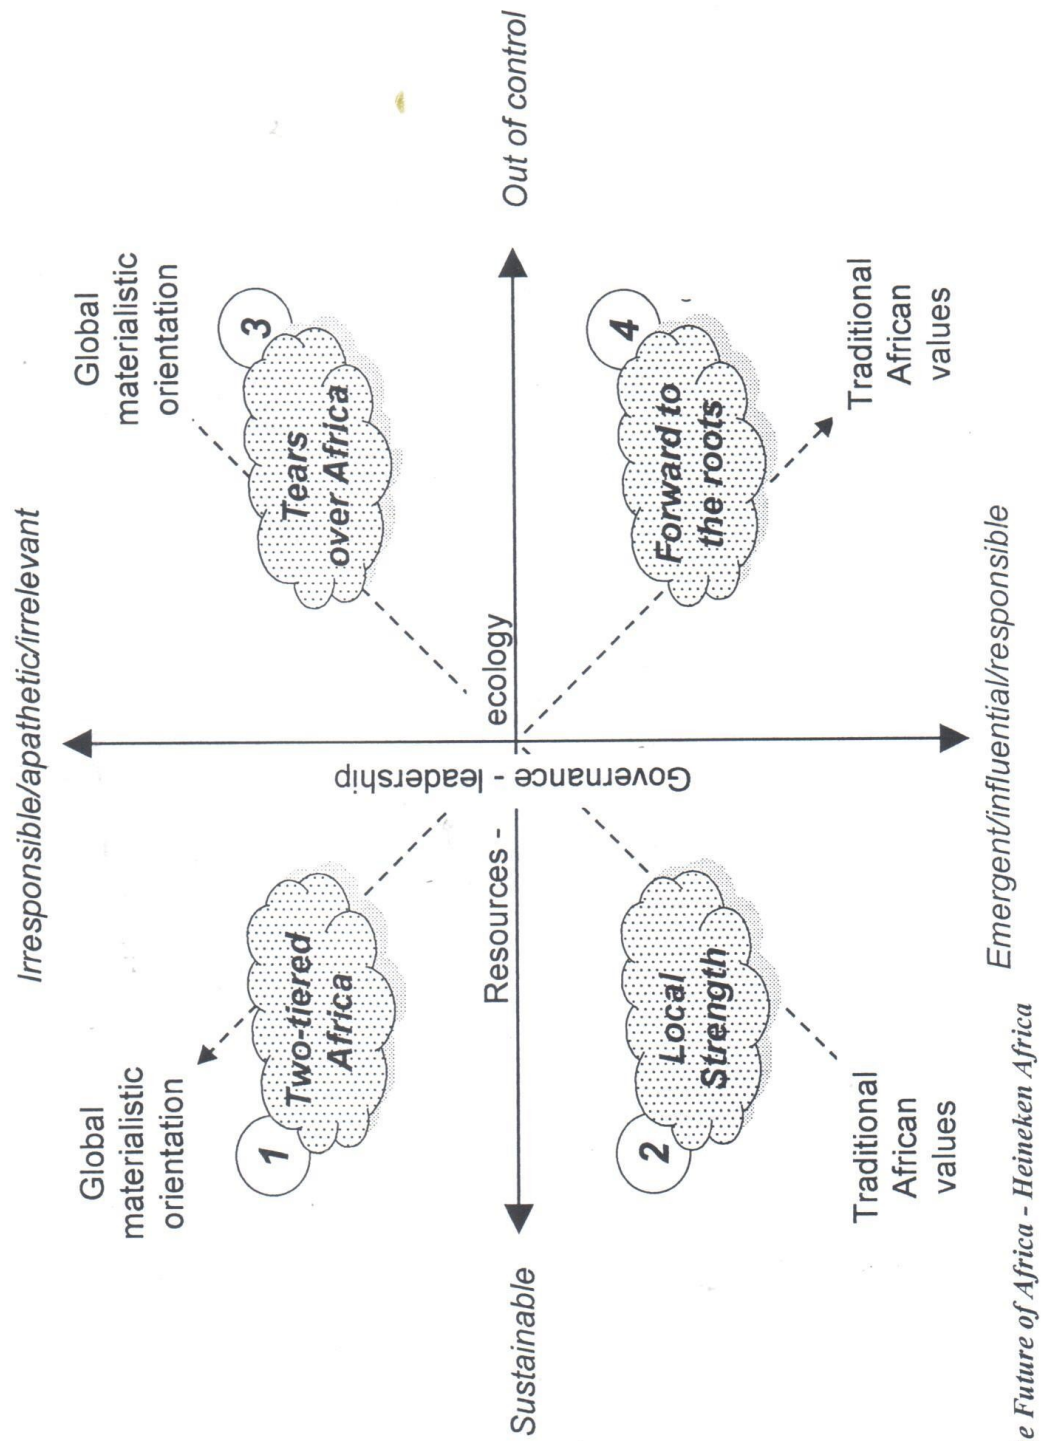 Irresponsible/apathetic/irrelevant
Global
materialistic
orientation
Global
materialistic
orientation
1
Two-tiered
Africa
3
Tears
over Africa
Governance - leadership
Sustainable
Resources -
ecology
Out of control
2
Local
Strength
4
Forward to
the roots
Traditional
African
values
Traditional
African
values
Emergent/influential/responsible
e Future of Africa - Heineken Africa